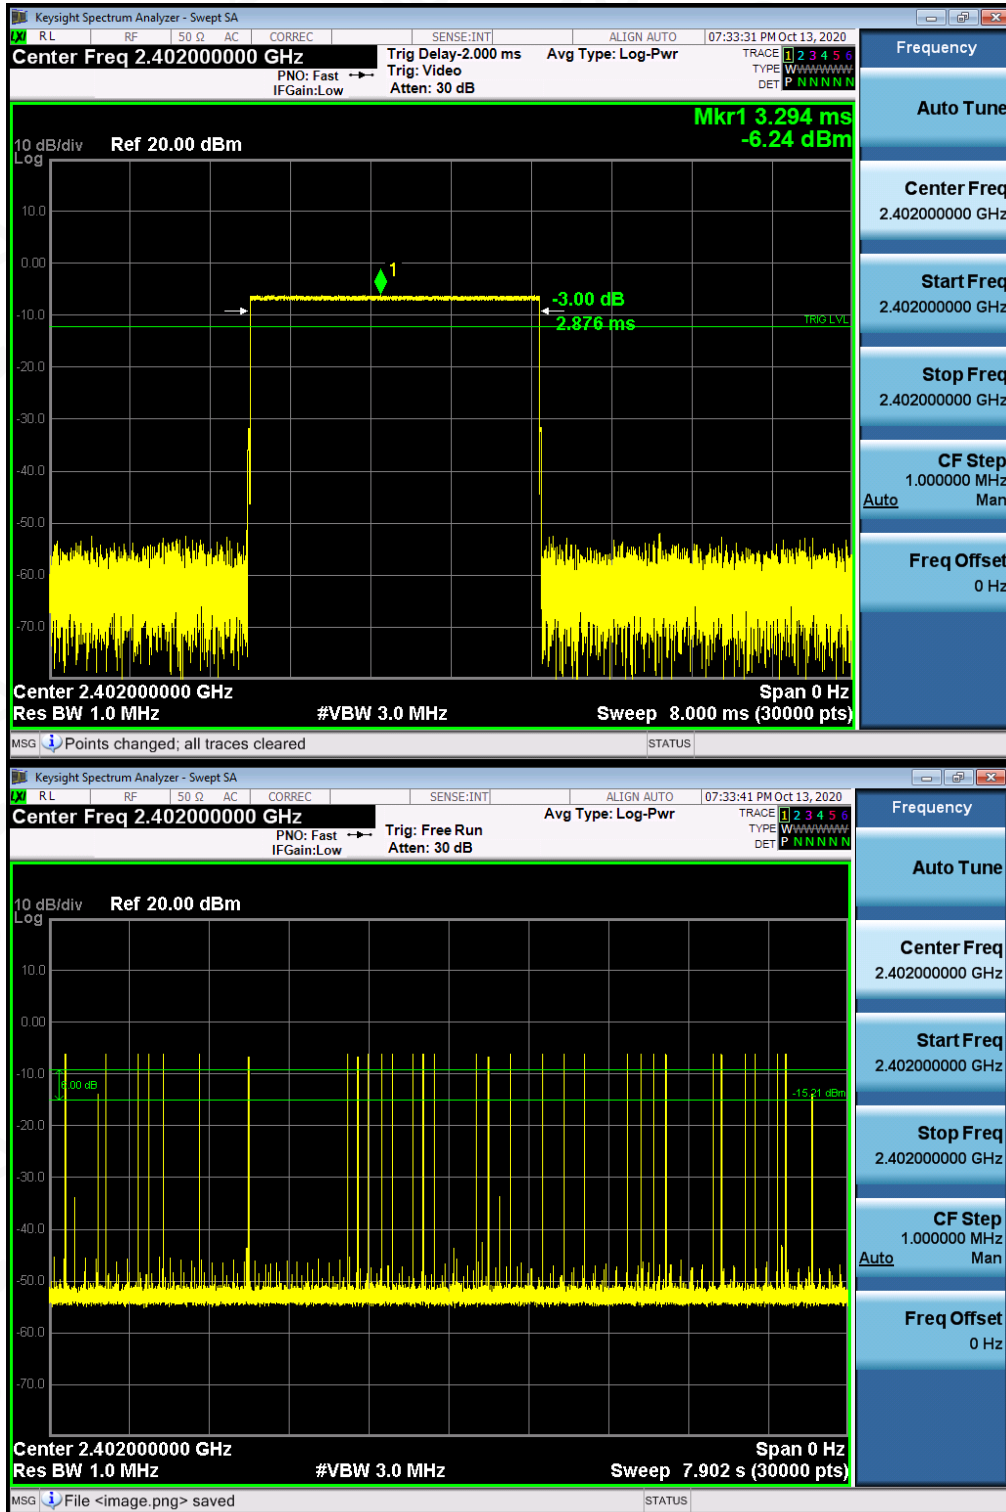 Keysight Spectrum Analyzer - Swept SA
LXI RL RF 50 Ω AC CORREC SENSE:INT ALIGN AUTO 07:33:31 PM Oct 13, 2020
Center Freq 2.402000000 GHz
PNO: Fast
IFGain:Low
Trig Delay-2.000 ms
Trig: Video
Atten: 30 dB
Avg Type: Log-Pwr
TRACE 1 2 3 4 5 6
TYPE WWWWWW
DET P N N N N N
Mkr1 3.294 ms
-6.24 dBm
10 dB/div
Log
Ref 20.00 dBm
10.0
0.00
-10.0
-20.0
-30.0
-40.0
-50.0
-60.0
-70.0
1
-3.00 dB
2.876 ms
TRIG LVL
Center 2.402000000 GHz
Span 0 Hz
Res BW 1.0 MHz
#VBW 3.0 MHz
Sweep 8.000 ms (30000 pts)
MSG Points changed; all traces cleared
STATUS
Frequency
Auto Tune
Center Freq
2.402000000 GHz
Start Freq
2.402000000 GHz
Stop Freq
2.402000000 GHz
CF Step
1.000000 MHz
Auto Man
Freq Offset
0 Hz
Keysight Spectrum Analyzer - Swept SA
LXI RL RF 50 Ω AC CORREC SENSE:INT ALIGN AUTO 07:33:41 PM Oct 13, 2020
Center Freq 2.402000000 GHz
PNO: Fast
IFGain:Low
Trig: Free Run
Atten: 30 dB
Avg Type: Log-Pwr
TRACE 1 2 3 4 5 6
TYPE WWWWWW
DET P N N N N N
10 dB/div
Log
Ref 20.00 dBm
10.0
0.00
-10.0
-20.0
-30.0
-40.0
-50.0
-60.0
-70.0
6.00 dB
-15.21 dBm
Center 2.402000000 GHz
Span 0 Hz
Res BW 1.0 MHz
#VBW 3.0 MHz
Sweep 7.902 s (30000 pts)
MSG File <image.png> saved
STATUS
Frequency
Auto Tune
Center Freq
2.402000000 GHz
Start Freq
2.402000000 GHz
Stop Freq
2.402000000 GHz
CF Step
1.000000 MHz
Auto Man
Freq Offset
0 Hz